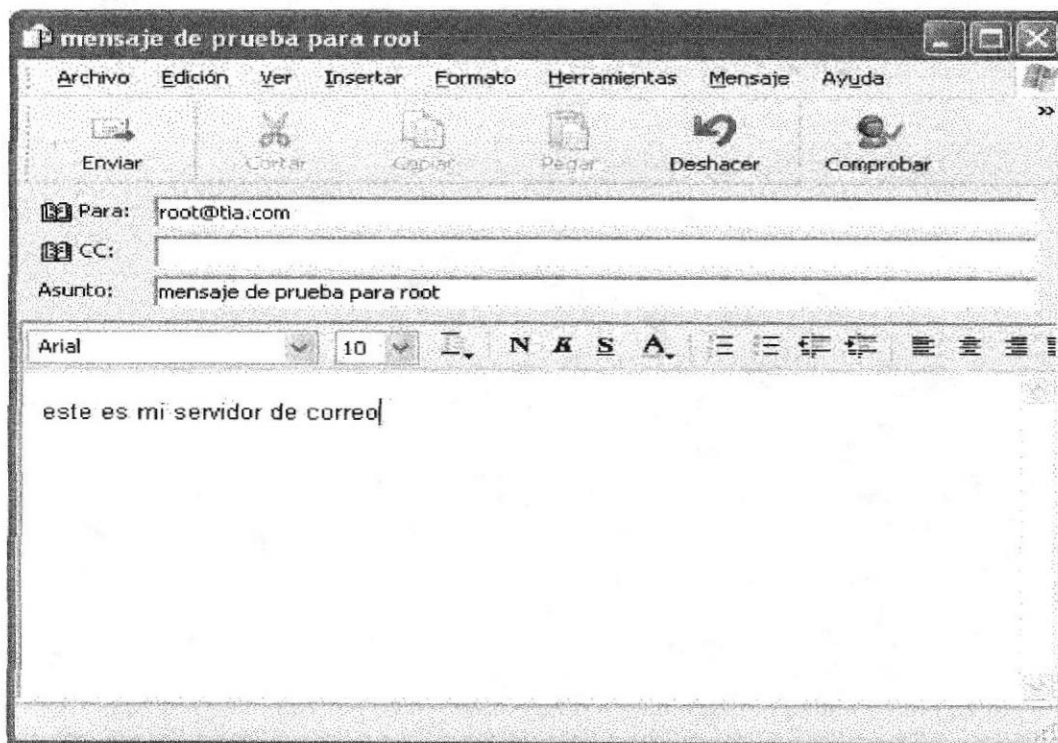 mensaje de prueba para root
Archivo Edición Ver Insertar Formato Herramientas Mensaje Ayuda
»
Enviar Cortar Copiar Pegar Deshacer Comprobar
Para: root@tia.com
CC:
Asunto: mensaje de prueba para root
Arial 10 N K S A
este es mi servidor de correo